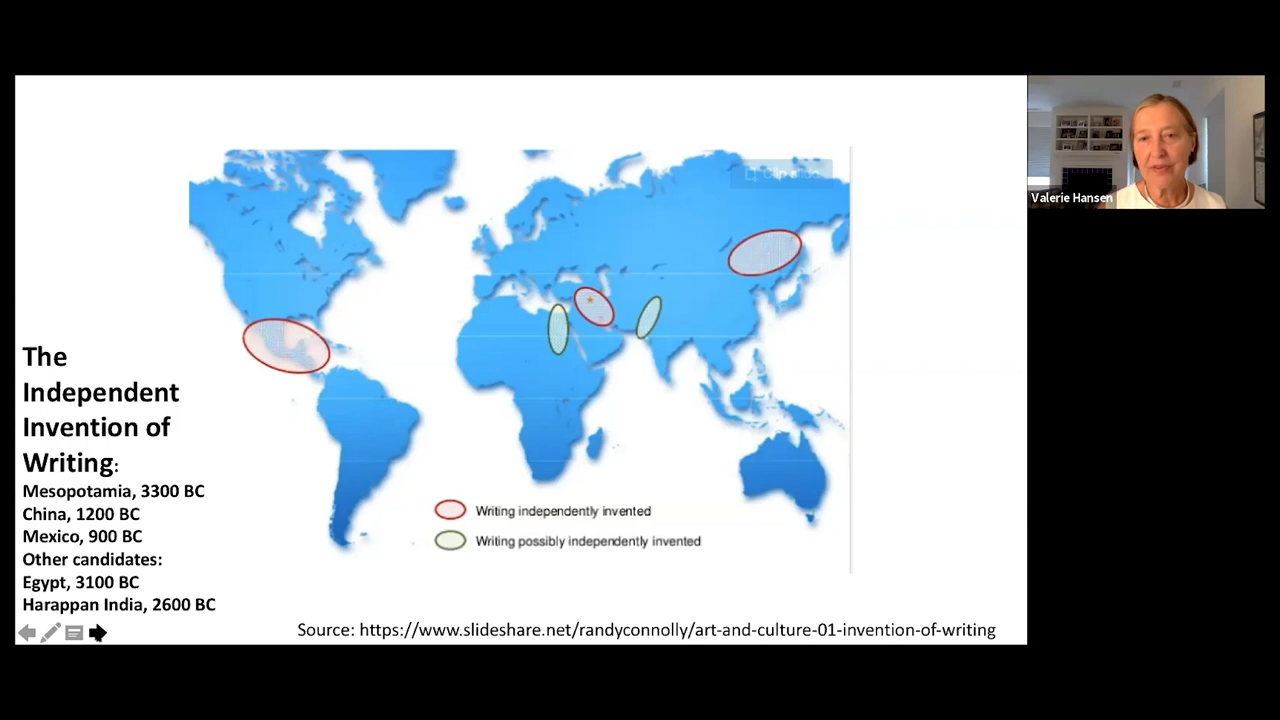 Clip slide
Valerie Hansen
The
Independent
Invention of
Writing:
Mesopotamia, 3300 BC
China, 1200 BC
Mexico, 900 BC
Other candidates:
Egypt, 3100 BC
Harappan India, 2600 BC
Writing independently invented
Writing possibly independently invented
Source: https://www.slideshare.net/randyconnolly/art-and-culture-01-invention-of-writing